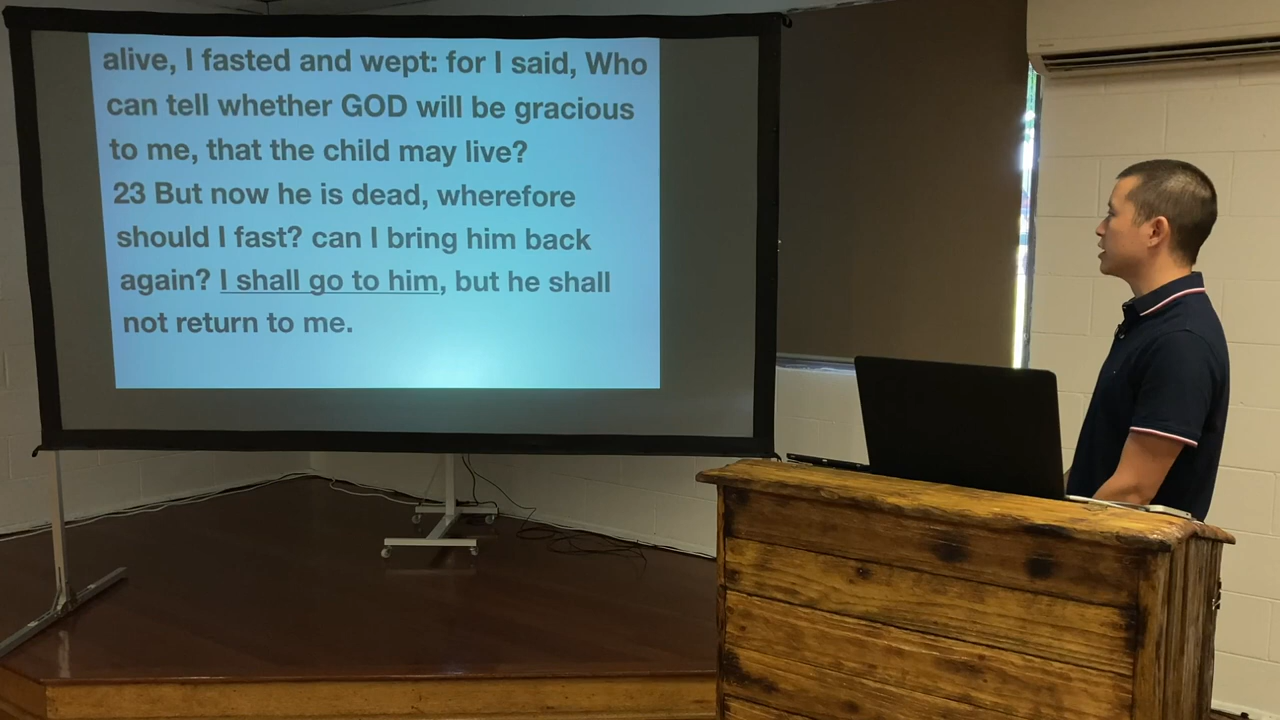 alive, I fasted and wept: for I said, Who
can tell whether GOD will be gracious
to me, that the child may live?
23 But now he is dead, wherefore
should I fast? can I bring him back
again? I shall go to him, but he shall
not return to me.